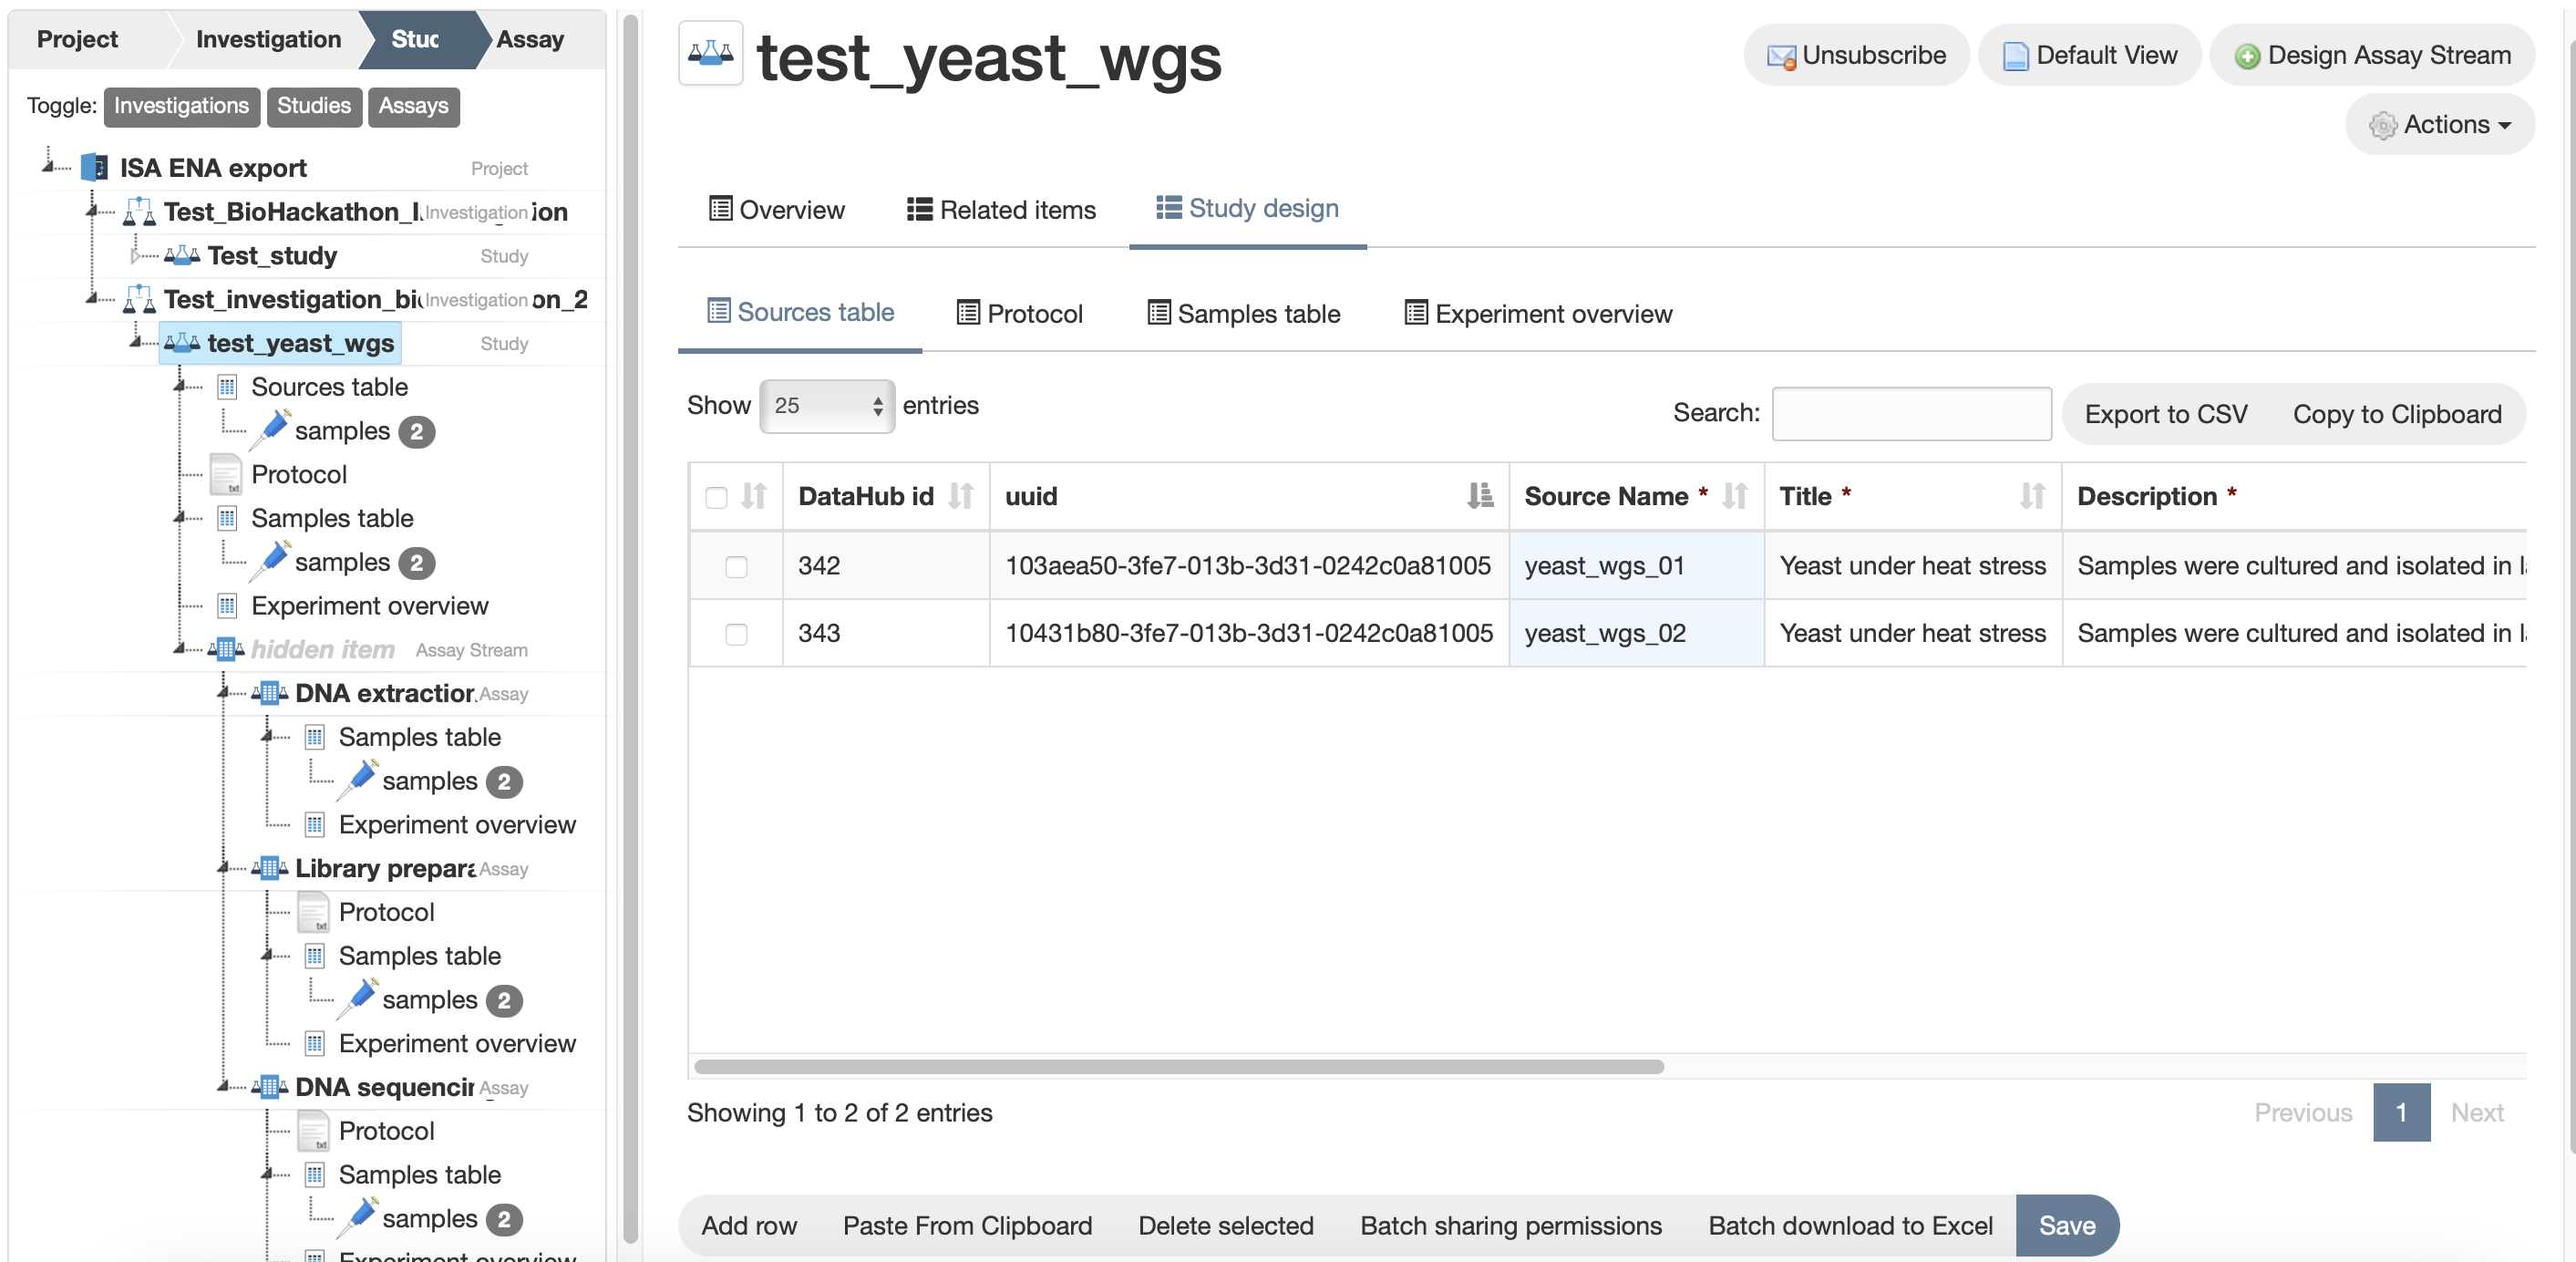 Project Investigation Stud Assay
Toggle: Investigations Studies Assays
ISA ENA export Project
Test_BioHackathon_I Investigation ion
Test_study Study
Test_investigation_bi Investigation on_2
test_yeast_wgs Study
Sources table
samples 2
Protocol
Samples table
samples 2
Experiment overview
hidden item Assay Stream
DNA extraction Assay
Samples table
samples 2
Experiment overview
Library prepara Assay
Protocol
Samples table
samples 2
Experiment overview
DNA sequencin Assay
Protocol
Samples table
samples 2
Experiment overview
test_yeast_wgs
Unsubscribe Default View Design Assay Stream
Actions
Overview Related items Study design
Sources table Protocol Samples table Experiment overview
Show 25 entries Search: Export to CSV Copy to Clipboard
DataHub id uuid Source Name * Title * Description *
342 103aea50-3fe7-013b-3d31-0242c0a81005 yeast_wgs_01 Yeast under heat stress Samples were cultured and isolated in l
343 10431b80-3fe7-013b-3d31-0242c0a81005 yeast_wgs_02 Yeast under heat stress Samples were cultured and isolated in l
Showing 1 to 2 of 2 entries Previous 1 Next
Add row Paste From Clipboard Delete selected Batch sharing permissions Batch download to Excel Save